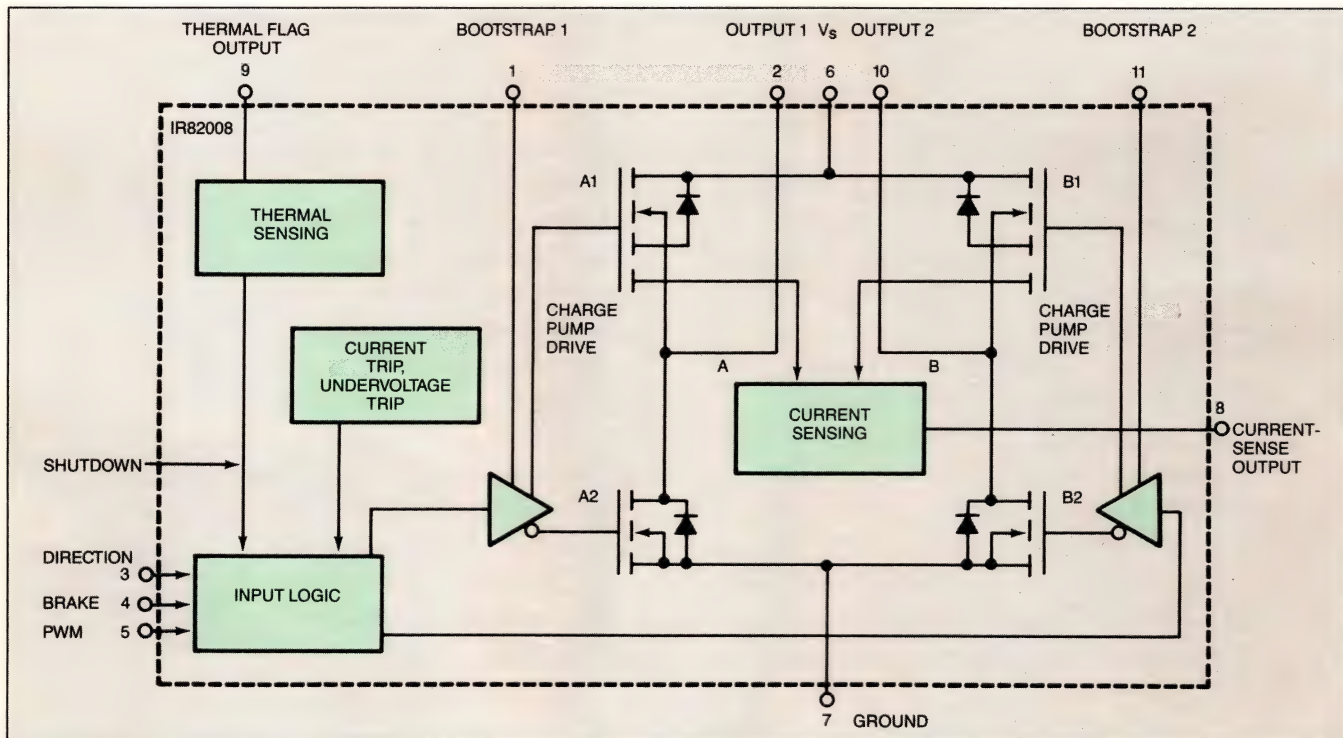 THERMAL FLAG
OUTPUT
9
BOOTSTRAP 1
1
OUTPUT 1 VS OUTPUT 2
2 6 10
BOOTSTRAP 2
11
IR82008
THERMAL
SENSING
A1
B1
CHARGE
PUMP
DRIVE
CHARGE
PUMP
DRIVE
CURRENT
TRIP,
UNDERVOLTAGE
TRIP
A
B
CURRENT
SENSING
8
CURRENT-
SENSE
OUTPUT
SHUTDOWN
A2
B2
DIRECTION
3
BRAKE 4
PWM 5
INPUT LOGIC
7 GROUND